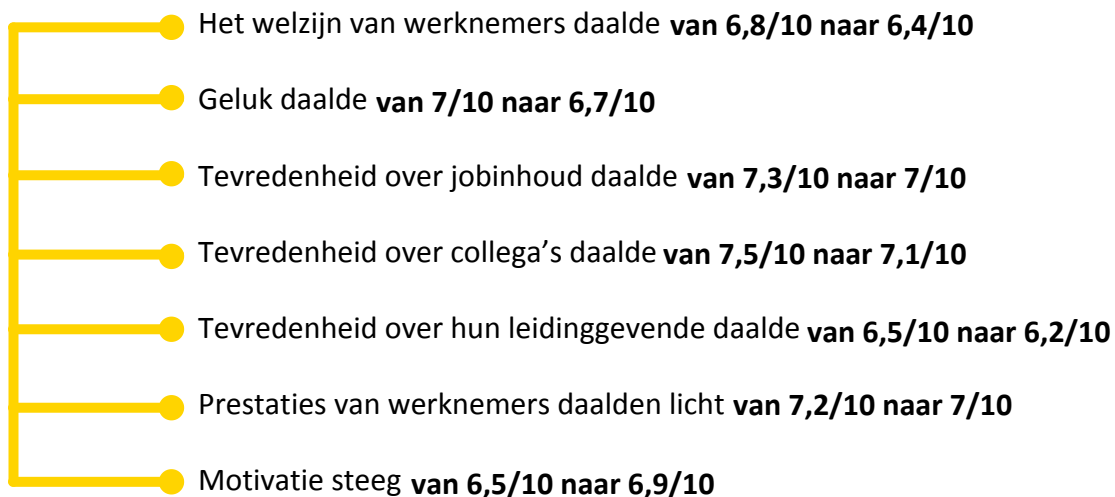 Het welzijn van werknemers daalde van 6,8/10 naar 6,4/10
Geluk daalde van 7/10 naar 6,7/10
Tevredenheid over jobinhoud daalde van 7,3/10 naar 7/10
Tevredenheid over collega’s daalde van 7,5/10 naar 7,1/10
Tevredenheid over hun leidinggevende daalde van 6,5/10 naar 6,2/10
Prestaties van werknemers daalden licht van 7,2/10 naar 7/10
Motivatie steeg van 6,5/10 naar 6,9/10